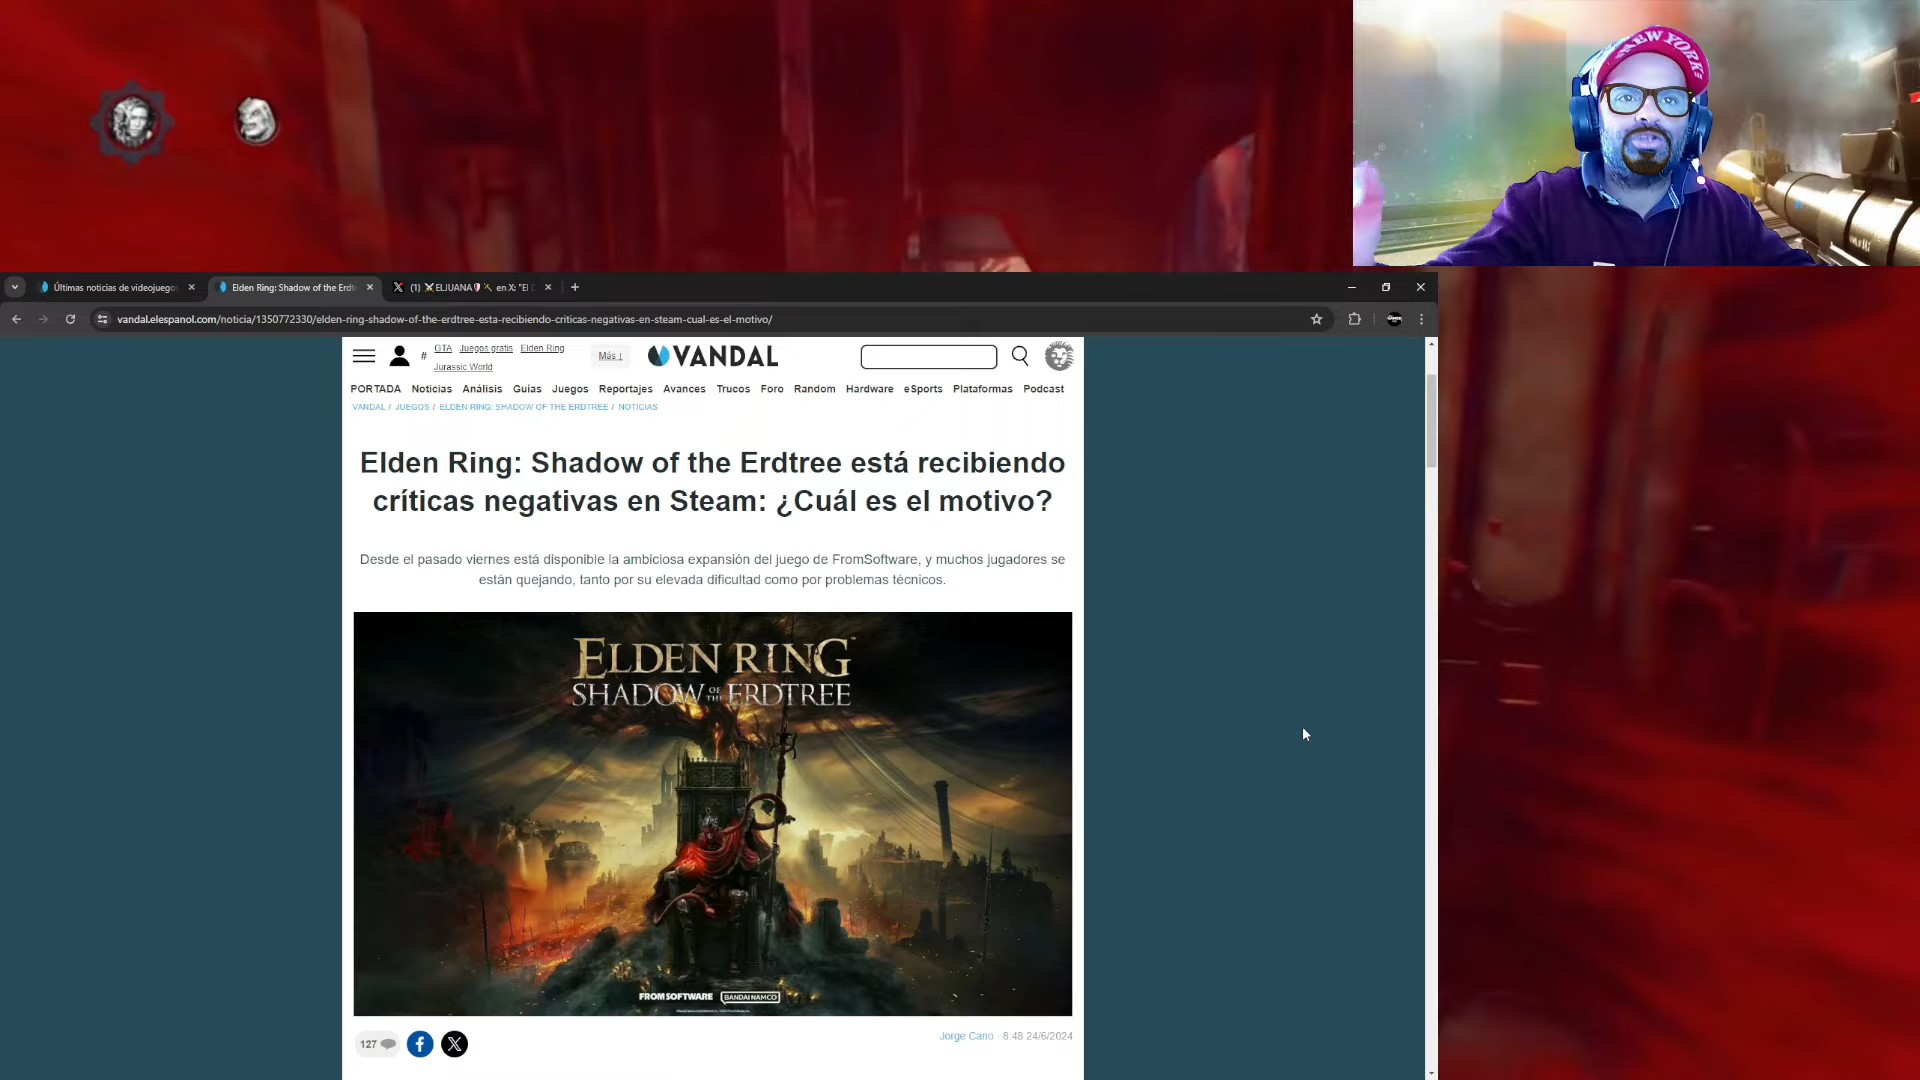 NEW YORK
Últimas noticias de videojuegos
Elden Ring: Shadow of the Erdt
(1) ELJUANA en X: "El
vandal.elespanol.com/noticia/1350772330/elden-ring-shadow-of-the-erdtree-esta-recibiendo-criticas-negativas-en-steam-cual-es-el-motivo/
# GTA Juegos gratis Elden Ring
Jurassic World
Más ↓
VANDAL
PORTADA Noticias Análisis Guías Juegos Reportajes Avances Trucos Foro Random Hardware eSports Plataformas Podcast
VANDAL / JUEGOS / ELDEN RING: SHADOW OF THE ERDTREE / NOTICIAS
Elden Ring: Shadow of the Erdtree está recibiendo
críticas negativas en Steam: ¿Cuál es el motivo?
Desde el pasado viernes está disponible la ambiciosa expansión del juego de FromSoftware, y muchos jugadores se
están quejando, tanto por su elevada dificultad como por problemas técnicos.
ELDEN RING™
SHADOW OF THE ERDTREE
FROMSOFTWARE BANDAI NAMCO
127
Jorge Cano - 8:48 24/6/2024